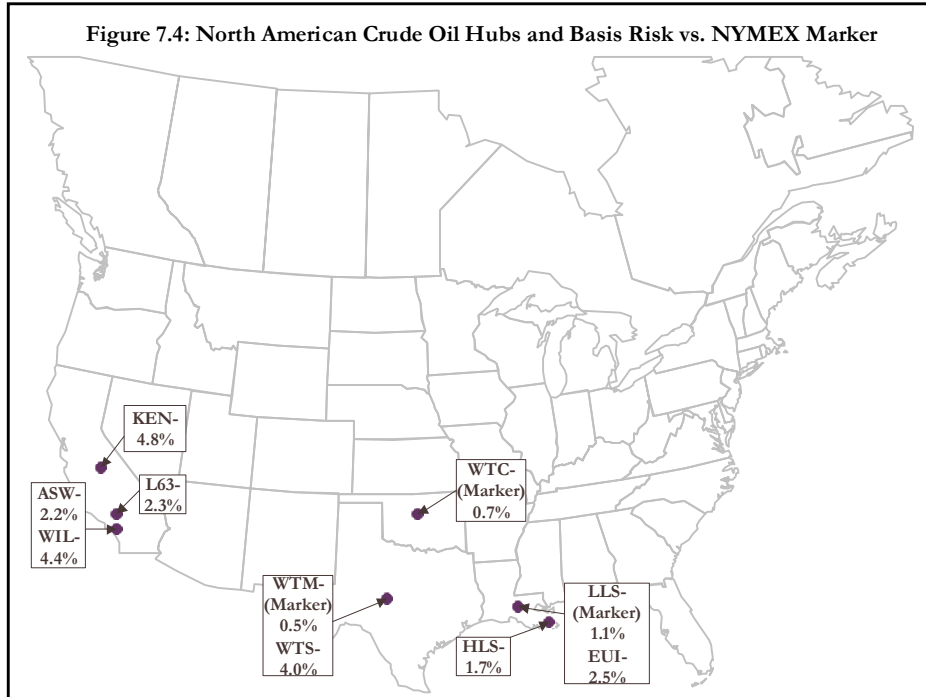 Figure 7.4: North American Crude Oil Hubs and Basis Risk vs. NYMEX Marker
KEN-
4.8%
L63-
2.3%
ASW-
2.2%
WIL-
4.4%
WTC-
(Marker)
0.7%
WTM-
(Marker)
0.5%
WTS-
4.0%
HLS-
1.7%
LLS-
(Marker)
1.1%
EUI-
2.5%